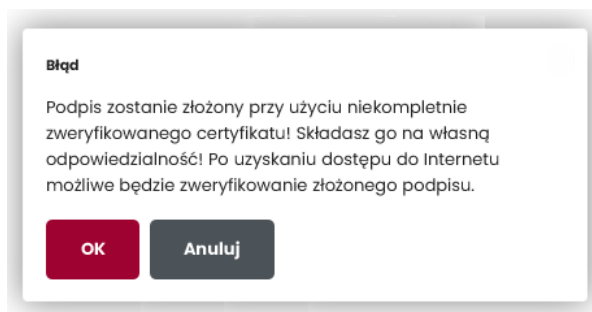 Błąd
Podpis zostanie złożony przy użyciu niekompletnie
zweryfikowanego certyfikatu! Składasz go na własną
odpowiedzialność! Po uzyskaniu dostępu do Internetu
możliwe będzie zweryfikowanie złożonego podpisu.
OK
Anuluj